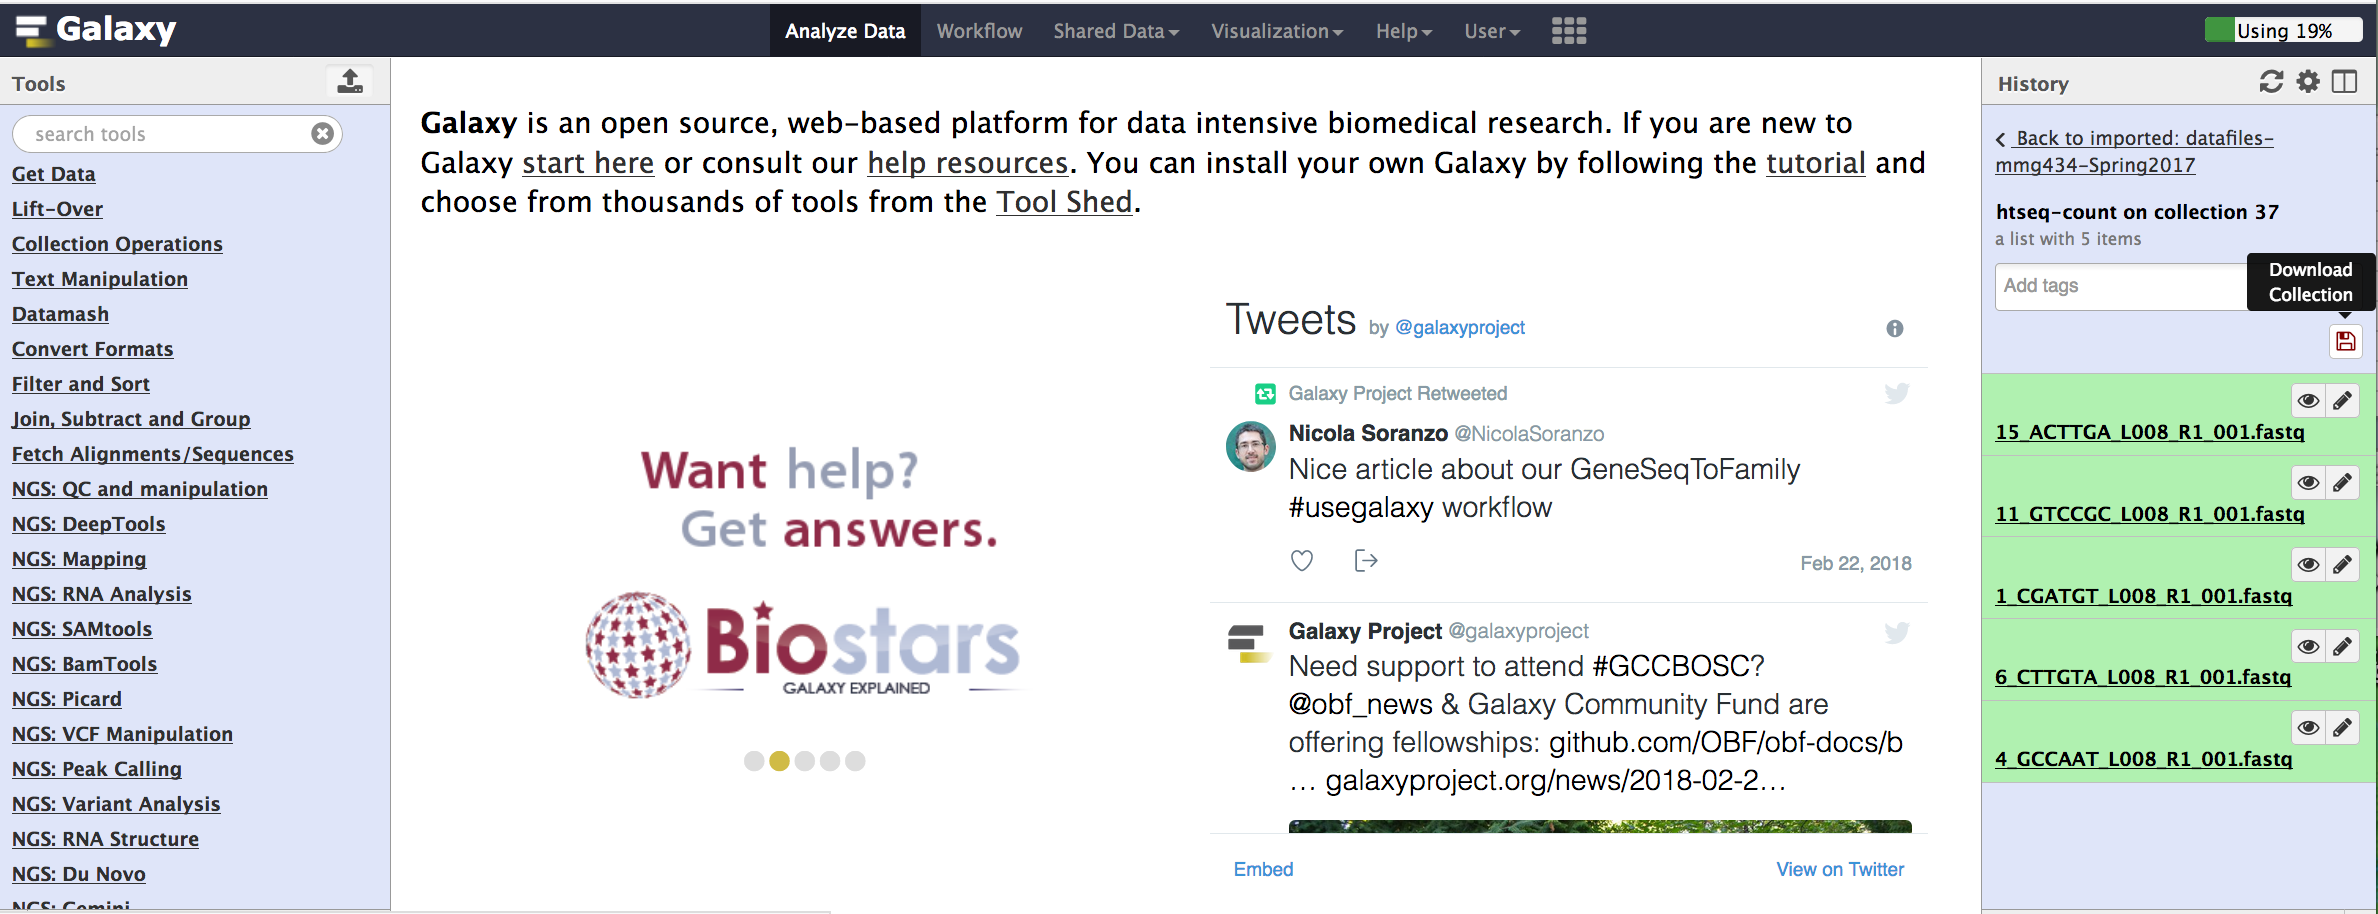 Galaxy
Analyze Data
Workflow
Shared Data
Visualization
Help
User
Using 19%
Tools
search tools
Get Data
Lift-Over
Collection Operations
Text Manipulation
Datamash
Convert Formats
Filter and Sort
Join, Subtract and Group
Fetch Alignments/Sequences
NGS: QC and manipulation
NGS: DeepTools
NGS: Mapping
NGS: RNA Analysis
NGS: SAMtools
NGS: BamTools
NGS: Picard
NGS: VCF Manipulation
NGS: Peak Calling
NGS: Variant Analysis
NGS: RNA Structure
NGS: Du Novo
NGS: Gemini
Galaxy is an open source, web-based platform for data intensive biomedical research. If you are new to
Galaxy start here or consult our help resources. You can install your own Galaxy by following the tutorial and
choose from thousands of tools from the Tool Shed.
Want help?
Get answers.
Biostars
GALAXY EXPLAINED
Tweets by @galaxyproject
Galaxy Project Retweeted
Nicola Soranzo @NicolaSoranzo
Nice article about our GeneSeqToFamily
#usegalaxy workflow
Feb 22, 2018
Galaxy Project @galaxyproject
Need support to attend #GCCBOSC?
@obf_news & Galaxy Community Fund are
offering fellowships: github.com/OBF/obf-docs/b
… galaxyproject.org/news/2018-02-2…
Embed
View on Twitter
History
Back to imported: datafiles-
mmg434-Spring2017
htseq-count on collection 37
a list with 5 items
Add tags
Download
Collection
15_ACTTGA_L008_R1_001.fastq
11_GTCCGC_L008_R1_001.fastq
1_CGATGT_L008_R1_001.fastq
6_CTTGTA_L008_R1_001.fastq
4_GCCAAT_L008_R1_001.fastq